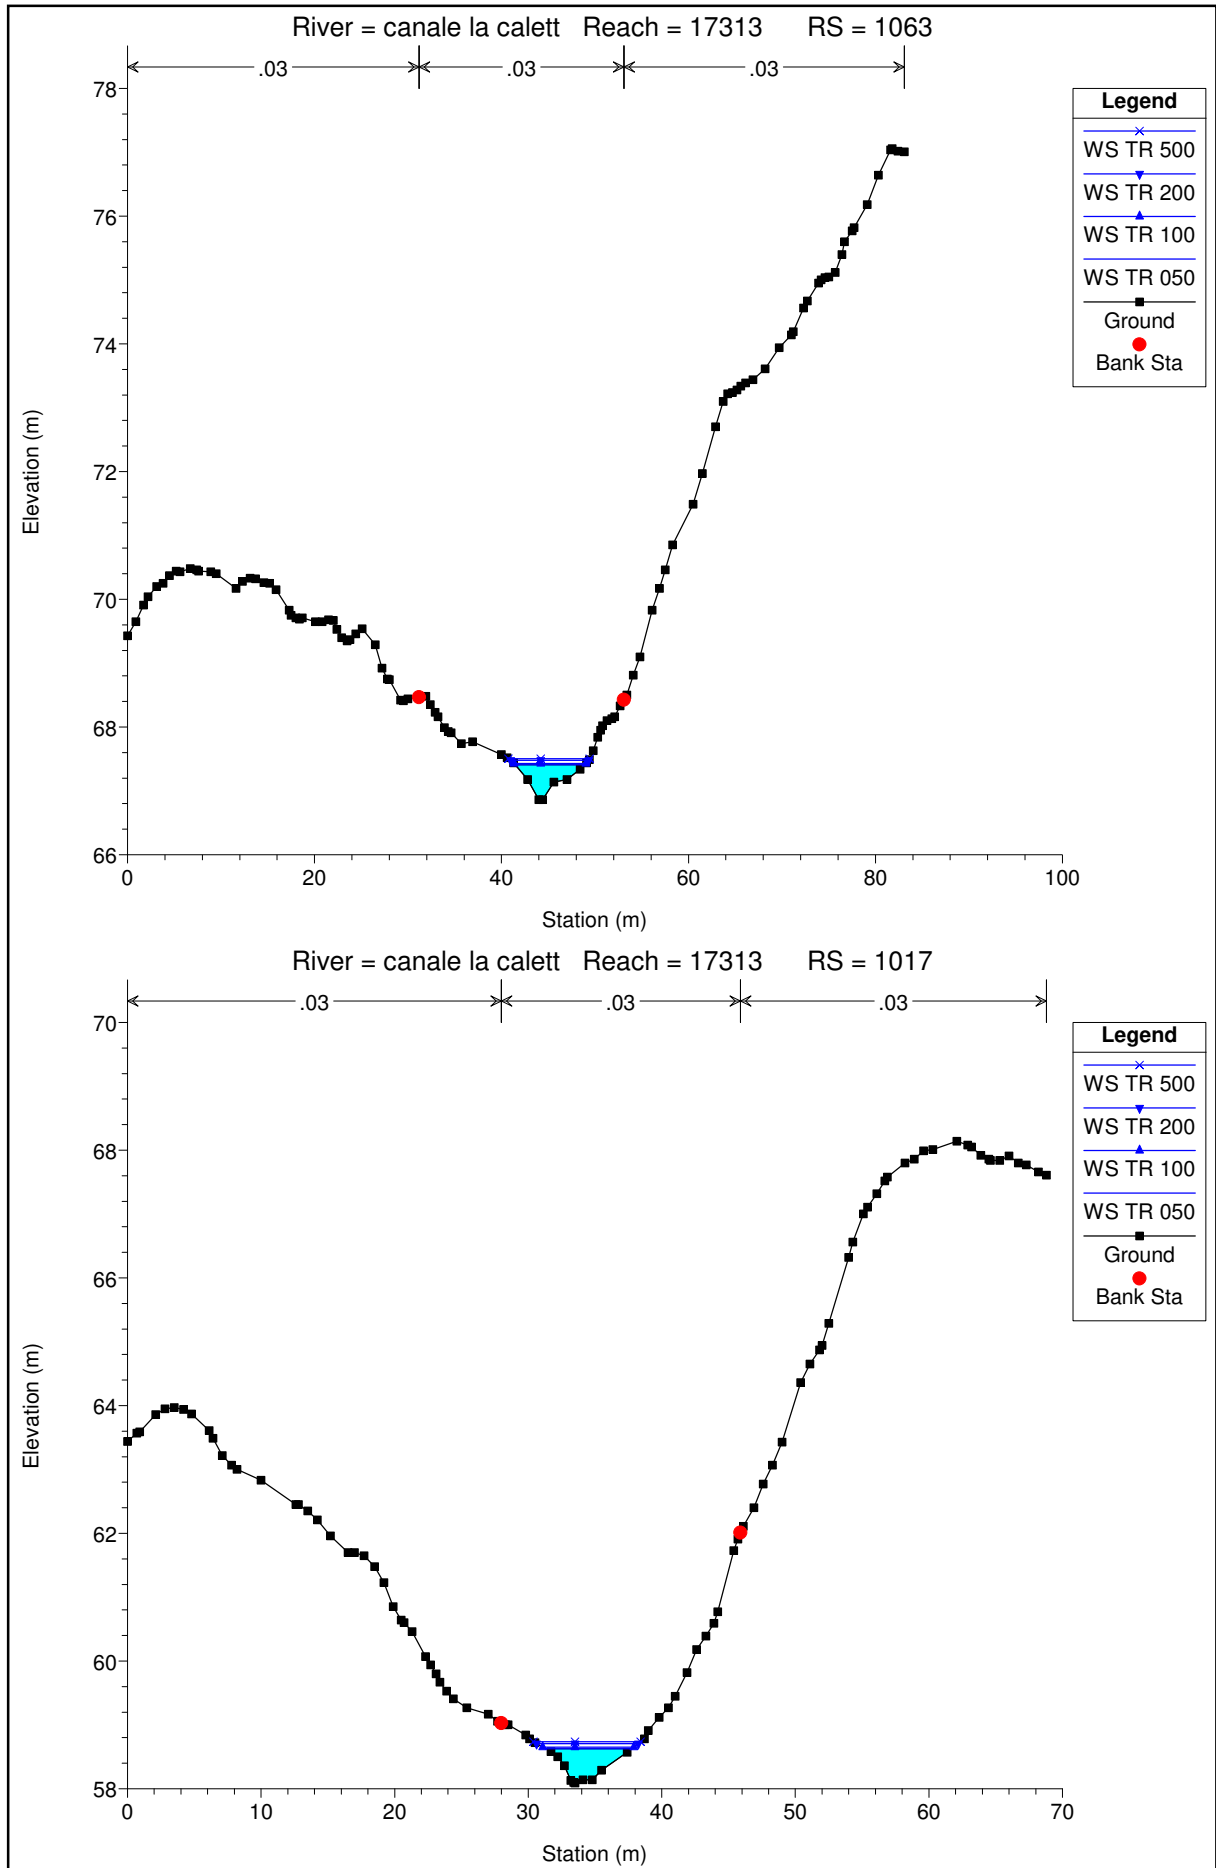 River = canale la calett   Reach = 17313      RS = 1063
.03 .03 .03
78
76
74
72
70
68
66
Elevation (m)
0 20 40 60 80 100
Station (m)
Legend
WS TR 500
WS TR 200
WS TR 100
WS TR 050
Ground
Bank Sta
River = canale la calett   Reach = 17313      RS = 1017
.03 .03 .03
70
68
66
64
62
60
58
Elevation (m)
0 10 20 30 40 50 60 70
Station (m)
Legend
WS TR 500
WS TR 200
WS TR 100
WS TR 050
Ground
Bank Sta